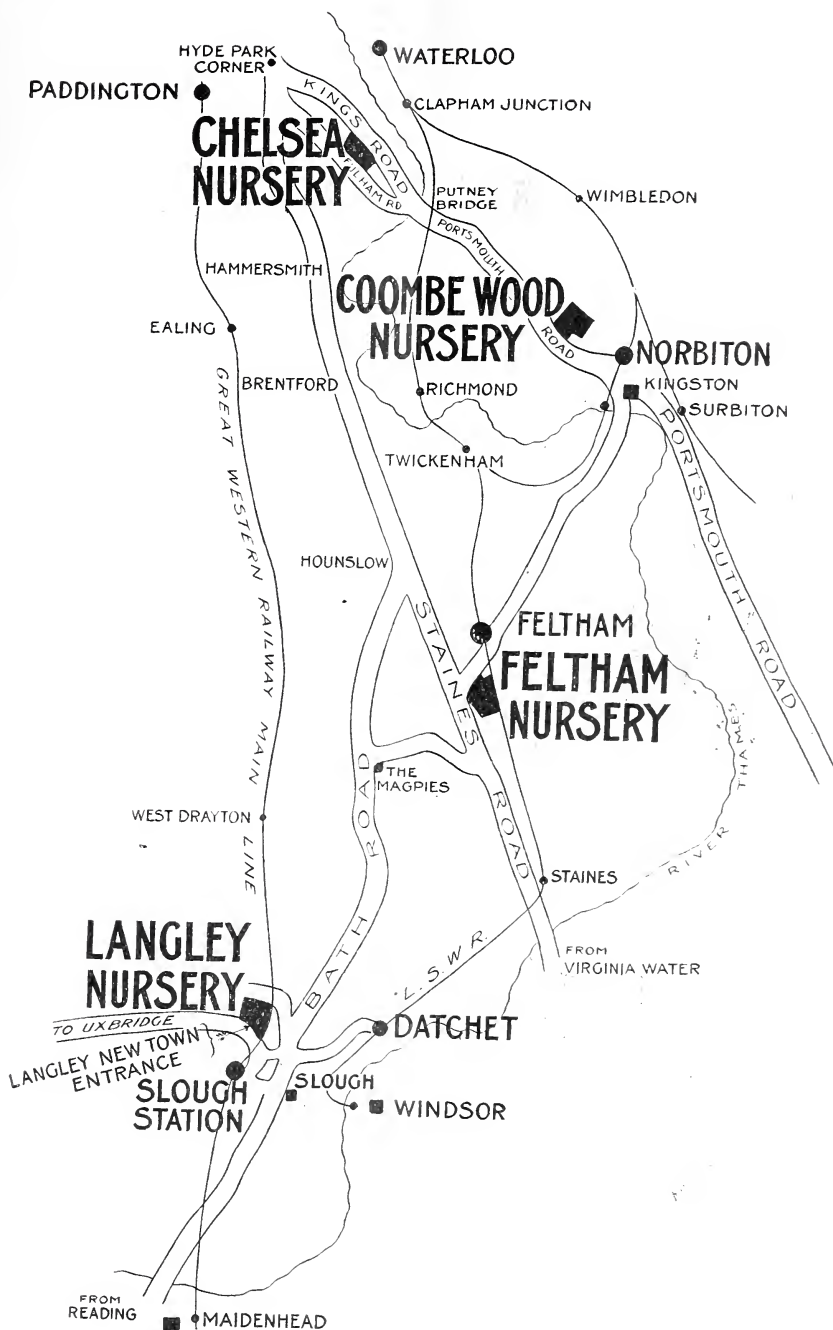 HYDE PARK
CORNER
WATERLOO
PADDINGTON
CLAPHAM JUNCTION
KINGS ROAD
CHELSEA
NURSERY
FULHAM RD
PUTNEY
BRIDGE
WIMBLEDON
PORTSMOUTH ROAD
HAMMERSMITH
COOMBE WOOD
NURSERY
EALING
NORBITON
BRENTFORD
RICHMOND
KINGSTON
SURBITON
GREAT WESTERN RAILWAY MAIN LINE
TWICKENHAM
PORTSMOUTH ROAD
HOUNSLOW
STAINES ROAD
FELTHAM
FELTHAM
NURSERY
THE
MAGPIES
WEST DRAYTON
BATH ROAD
RIVER THAMES
STAINES
LANGLEY
NURSERY
L. S. W. R.
FROM
VIRGINIA WATER
TO UXBRIDGE
DATCHET
LANGLEY NEW TOWN
ENTRANCE
SLOUGH
STATION
SLOUGH
WINDSOR
FROM
READING
MAIDENHEAD